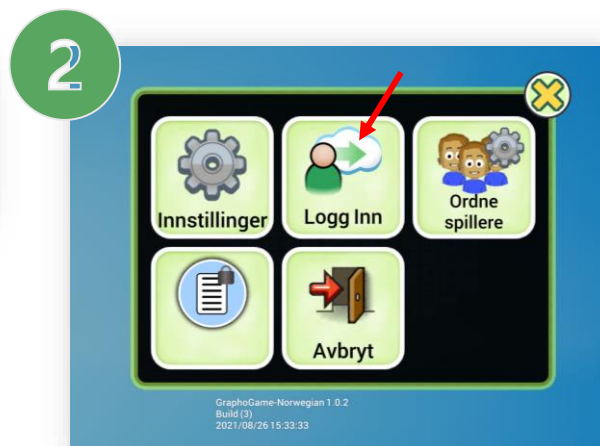 2
Innstillinger
Logg Inn
Ordne
spillere
Avbryt
GraphoGame-Norwegian 1.0.2
Build (3)
2021/08/26 15:33:33